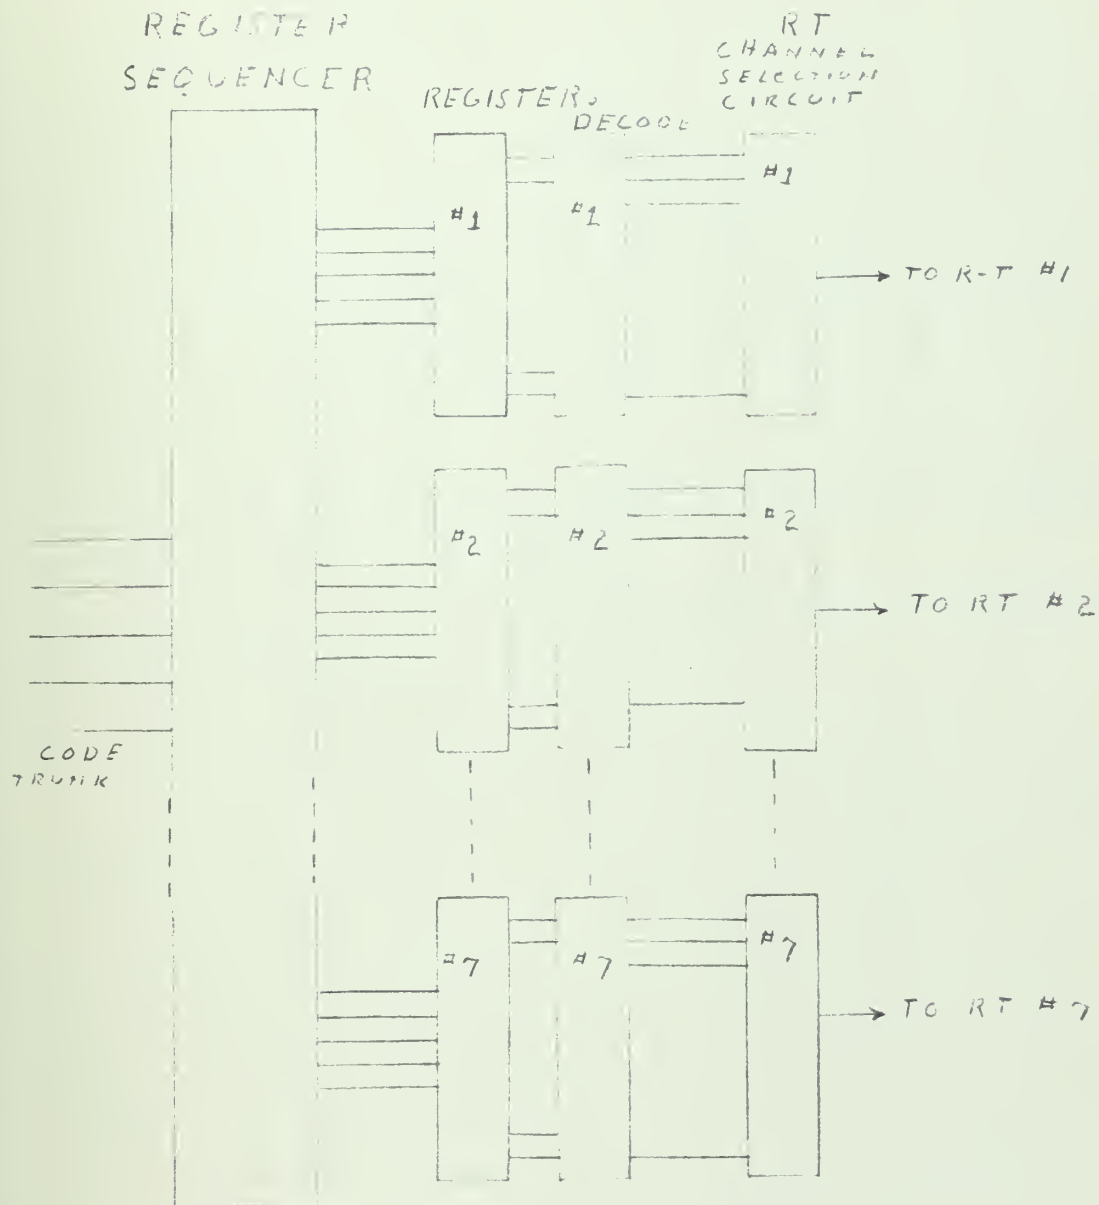 REGISTER
SEQUENCER
REGISTERS
DECODE
RT
CHANNEL
SELECTION
CIRCUIT
#1
#1
#1
TO R-T #1
#2
#2
#2
TO RT #2
CODE
TRUNK
#7
#7
#7
TO RT #7